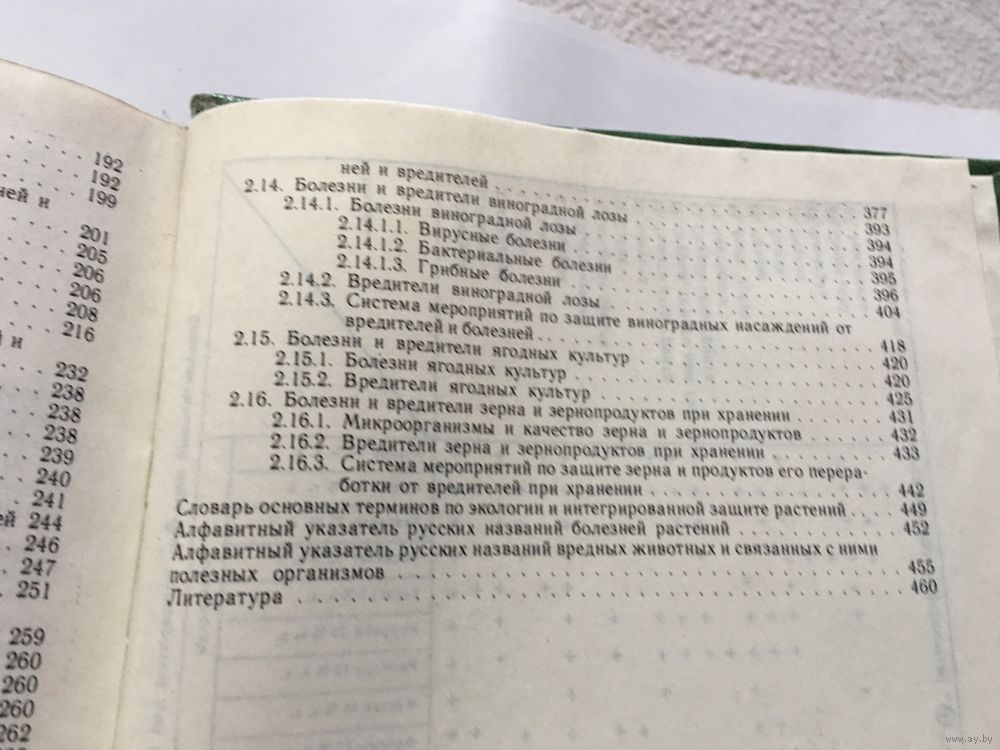 192
192
199
ней и
201
205
206
206
208
216
й и
232
238
238
238
239
240
241
ей 244
246
247
251
259
260
260
260
262
ней и вредителей . . . . . . . . . . 377
2.14. Болезни и вредители виноградной лозы . . . . . . . . . . 393
2.14.1. Болезни виноградной лозы . . . . . . . . . . 394
2.14.1.1. Вирусные болезни . . . . . . . . . . 394
2.14.1.2. Бактериальные болезни . . . . . . . . . . 395
2.14.1.3. Грибные болезни . . . . . . . . . . 396
2.14.2. Вредители виноградной лозы . . . . . . . . . . 404
2.14.3. Система мероприятий по защите виноградных насаждений от
вредителей и болезней . . . . . . . . . . 418
2.15. Болезни и вредители ягодных культур . . . . . . . . . . 420
2.15.1. Болезни ягодных культур . . . . . . . . . . 420
2.15.2. Вредители ягодных культур . . . . . . . . . . 425
2.16. Болезни и вредители зерна и зернопродуктов при хранении . . . . . . 431
2.16.1. Микроорганизмы и качество зерна и зернопродуктов . . . . . . 432
2.16.2. Вредители зерна и зернопродуктов при хранении . . . . . . . . 433
2.16.3. Система мероприятий по защите зерна и продуктов его перера-
ботки от вредителей при хранении . . . . . . . . . . 442
Словарь основных терминов по экологии и интегрированной защите растений . . . . 449
Алфавитный указатель русских названий болезней растений . . . . . . . . . . 452
Алфавитный указатель русских названий вредных животных и связанных с ними
полезных организмов . . . . . . . . . . 455
Литература . . . . . . . . . . 460
www.ay.by